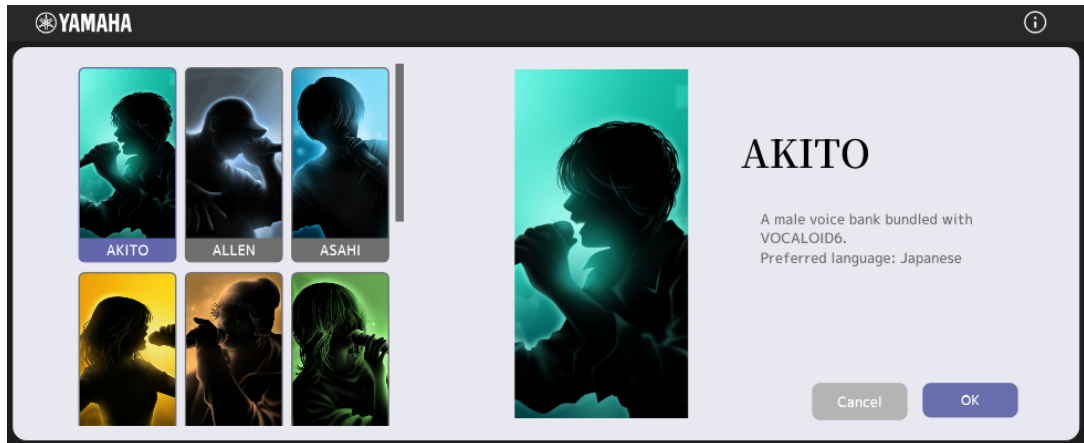 YAMAHA
AKITO
ALLEN
ASAHI
AKITO
A male voice bank bundled with
VOCALOID6.
Preferred language: Japanese
Cancel
OK